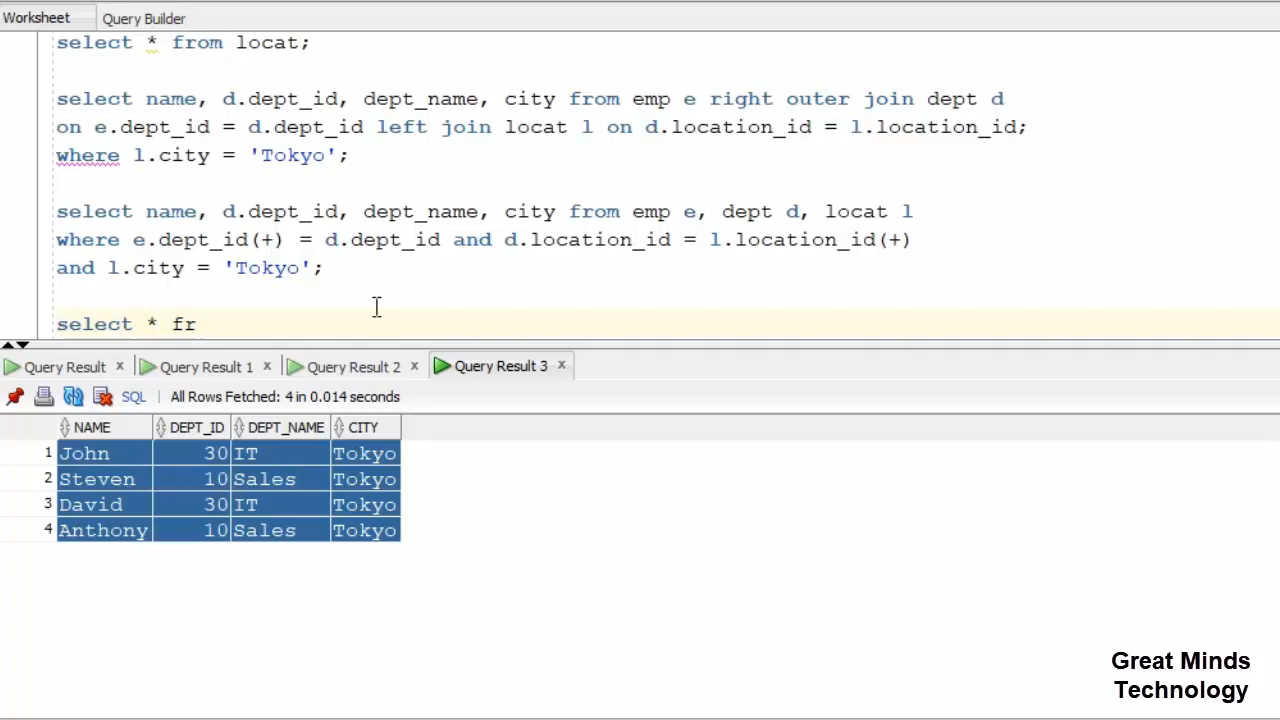 Worksheet Query Builder
select * from locat;
select name, d.dept_id, dept_name, city from emp e right outer join dept d
on e.dept_id = d.dept_id left join locat l on d.location_id = l.location_id;
where l.city = 'Tokyo';
select name, d.dept_id, dept_name, city from emp e, dept d, locat l
where e.dept_id(+) = d.dept_id and d.location_id = l.location_id(+)
and l.city = 'Tokyo';
select * fr
Query Result × Query Result 1 × Query Result 2 × Query Result 3 ×
SQL | All Rows Fetched: 4 in 0.014 seconds
NAME DEPT_ID DEPT_NAME CITY
1 John 30 IT Tokyo
2 Steven 10 Sales Tokyo
3 David 30 IT Tokyo
4 Anthony 10 Sales Tokyo
Great Minds
Technology